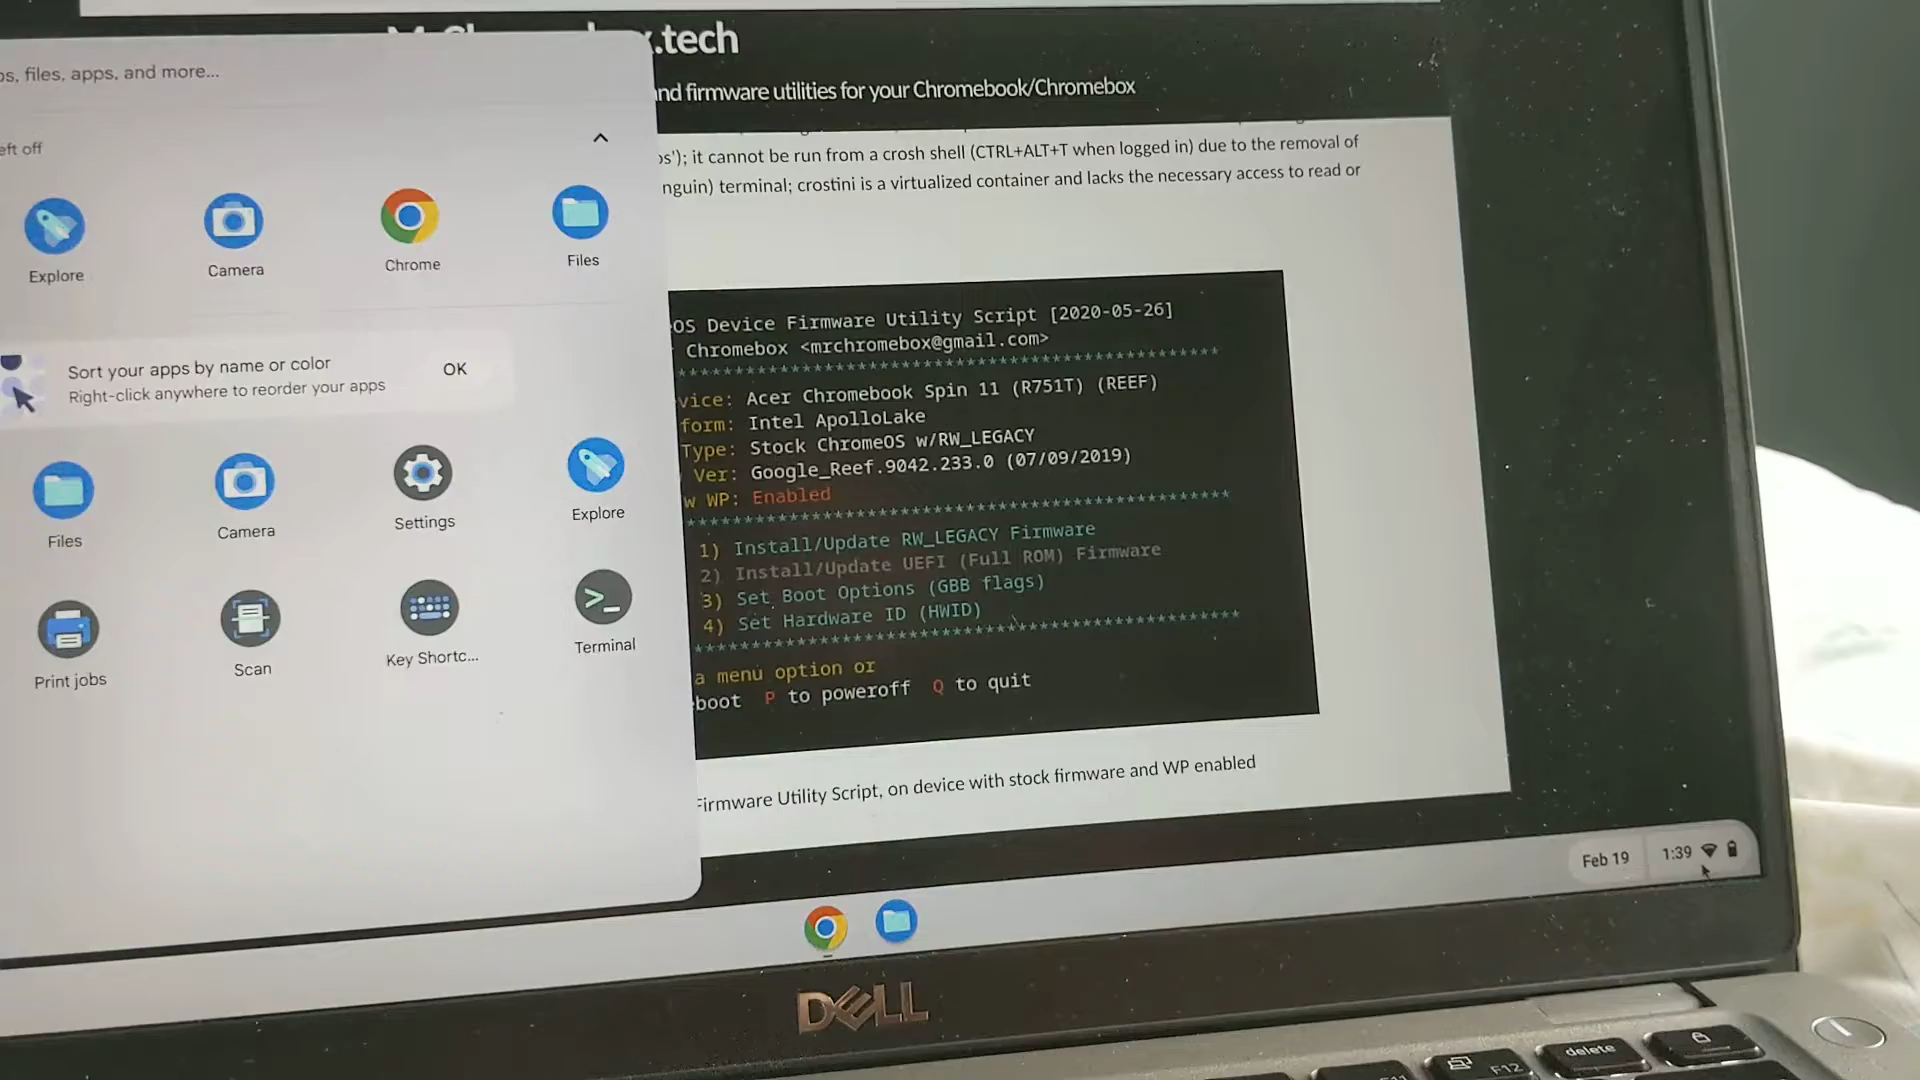 .tech
nd firmware utilities for your Chromebook/Chromebox
os, files, apps, and more...
eft off
Explore
Camera
Chrome
Files
os'); it cannot be run from a crosh shell (CTRL+ALT+T when logged in) due to the removal of
nguin) terminal; crostini is a virtualized container and lacks the necessary access to read or
Sort your apps by name or color
Right-click anywhere to reorder your apps
OK
Files
Camera
Settings
Explore
Print jobs
Scan
Key Shortc...
Terminal
OS Device Firmware Utility Script [2020-05-26]
Chromebox <mrchromebox@gmail.com>
*************************************************
vice: Acer Chromebook Spin 11 (R751T) (REEF)
form: Intel ApolloLake
Type: Stock ChromeOS w/RW_LEGACY
Ver: Google_Reef.9042.233.0 (07/09/2019)
w WP: Enabled
*************************************************
1) Install/Update RW_LEGACY Firmware
2) Install/Update UEFI (Full ROM) Firmware
3) Set Boot Options (GBB flags)
4) Set Hardware ID (HWID)
*************************************************
a menu option or
boot P to poweroff Q to quit
Firmware Utility Script, on device with stock firmware and WP enabled
Feb 19
1:39
DELL
F11
F12
delete